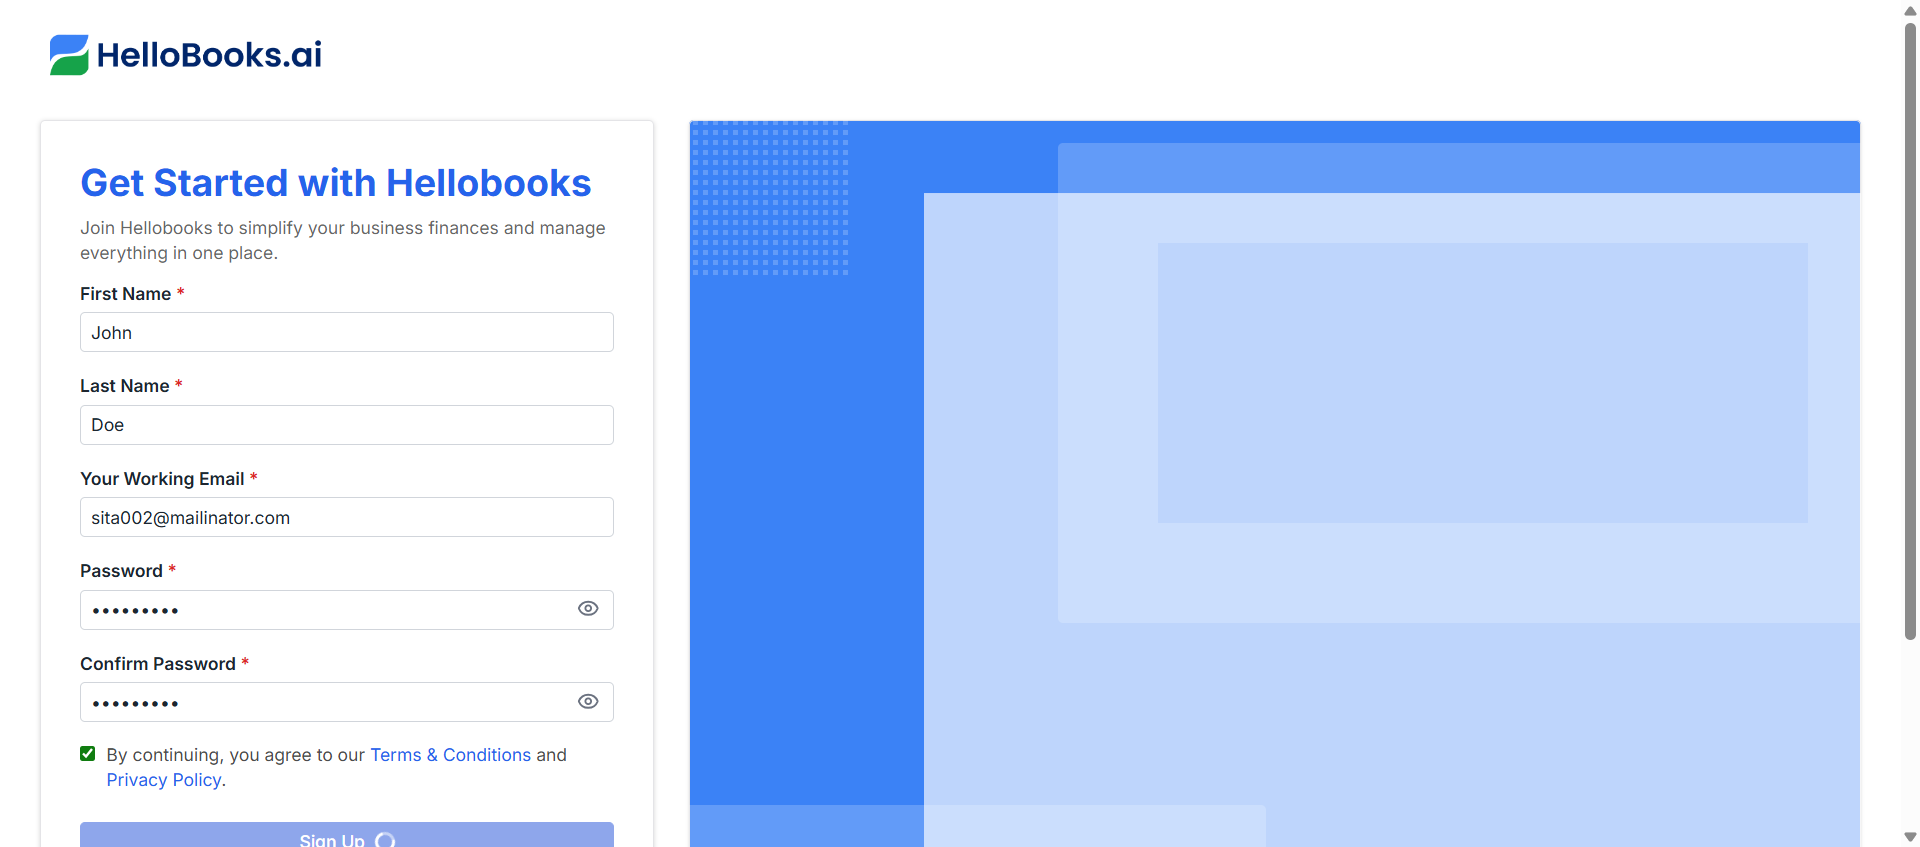 HelloBooks.ai
Get Started with Hellobooks
Join Hellobooks to simplify your business finances and manage
everything in one place.
First Name *
John
Last Name *
Doe
Your Working Email *
sita002@mailinator.com
Password *
•••••••••
Confirm Password *
•••••••••
By continuing, you agree to our Terms & Conditions and
Privacy Policy.
Sign Up